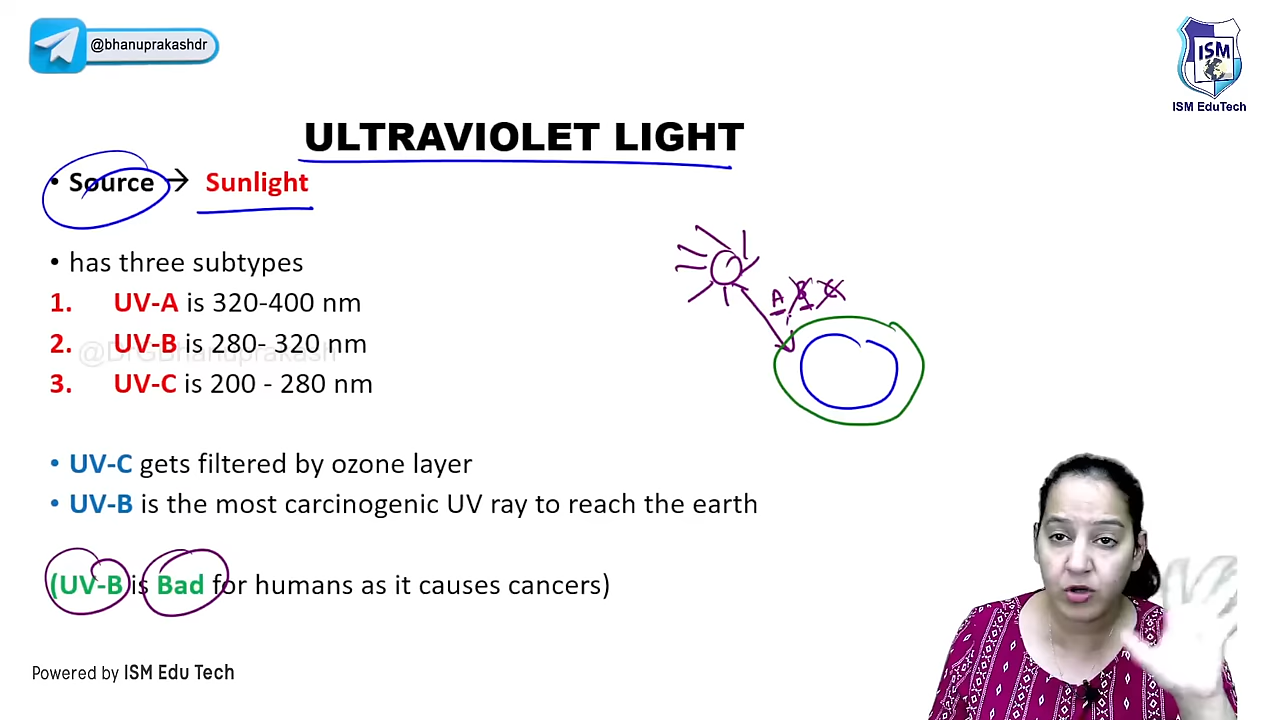 @bhanuprakashdr
ISM
ISM EduTech
ULTRAVIOLET LIGHT
• Source → Sunlight
• has three subtypes
1. UV-A is 320-400 nm
2. UV-B is 280- 320 nm
@DrGBhanuprakash
3. UV-C is 200 - 280 nm
A B C
• UV-C gets filtered by ozone layer
• UV-B is the most carcinogenic UV ray to reach the earth
(UV-B is Bad for humans as it causes cancers)
Powered by ISM Edu Tech